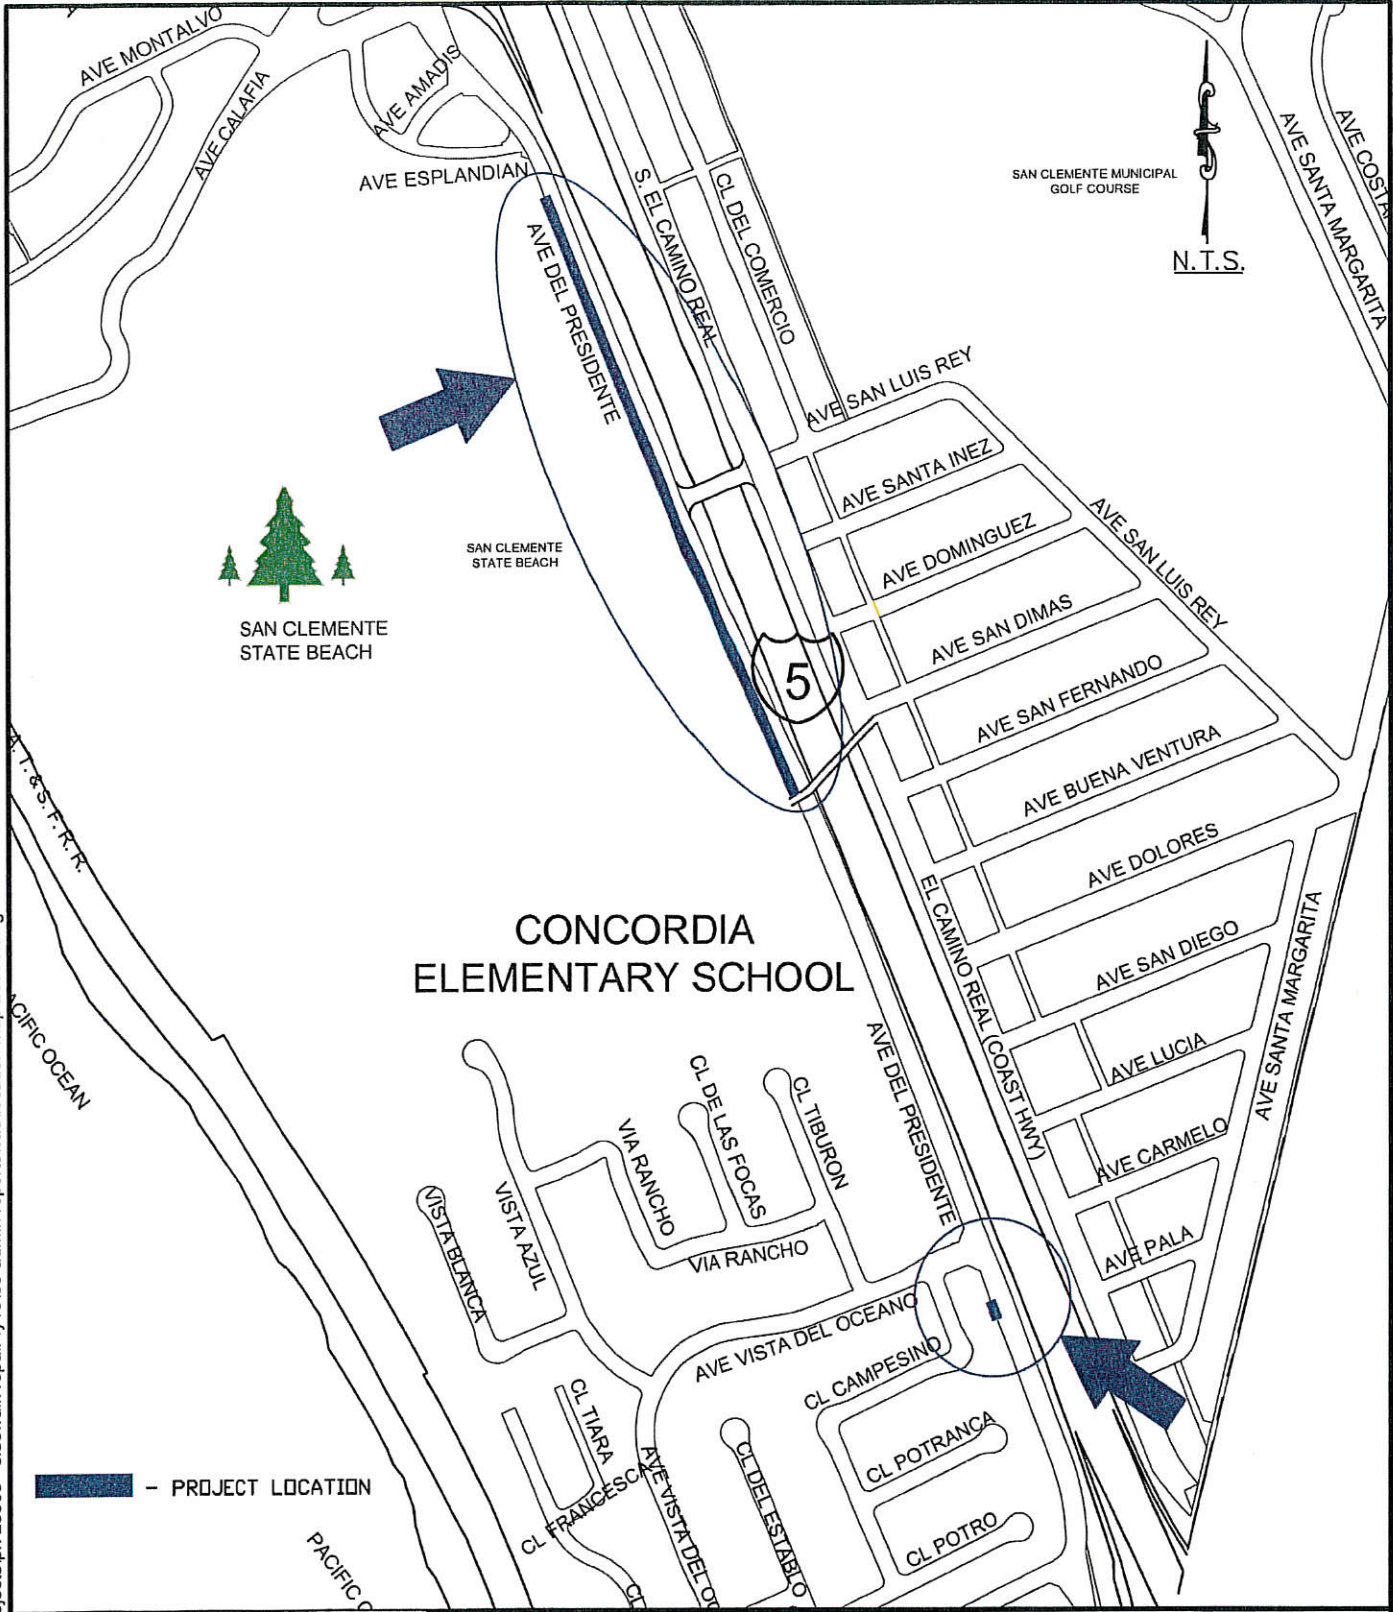 AVE MONTALVO
AVE CALAFIA
AVE AMADIS
AVE ESPLANDIAN
S. EL CAMINO REAL
CL DEL COMERCIO
SAN CLEMENTE MUNICIPAL
GOLF COURSE
N.T.S.
AVE SANTA MARGARITA
AVE COSTA
AVE DEL PRESIDENTE
AVE SAN LUIS REY
AVE SANTA INEZ
AVE SAN LUIS REY
AVE DOMINGUEZ
SAN CLEMENTE
STATE BEACH
SAN CLEMENTE
STATE BEACH
AVE SAN DIMAS
5
AVE SAN FERNANDO
AVE BUENA VENTURA
A. T. & S. F. R. R.
AVE DOLORES
CONCORDIA
ELEMENTARY SCHOOL
EL CAMINO REAL (COAST HWY)
AVE SAN DIEGO
AVE SANTA MARGARITA
ACIFIC OCEAN
AVE DEL PRESIDENTE
AVE LUCIA
CL DE LAS FOCAS
CL TIBURON
VIA RANCHO
AVE CARMELO
VISTA BLANCA
VISTA AZUL
VIA RANCHO
AVE PALA
AVE VISTA DEL OCEANO
CL CAMPESINO
CL TIARA
CL POTRANCA
CL FRANCESCA
AVE VISTA DEL OC
CL DEL ESTABLO
CL POTRO
- PROJECT LOCATION
PACIFIC O
CL